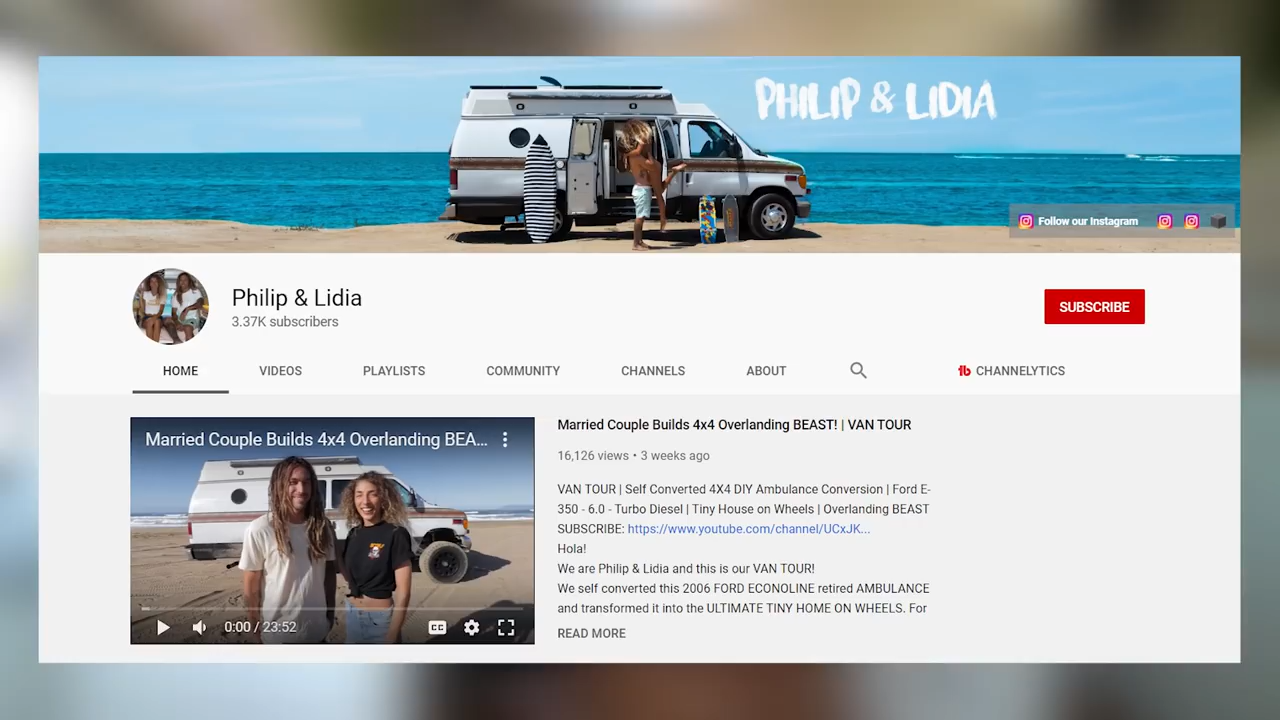 PHILIP & LIDIA
Follow our Instagram
Philip & Lidia
3.37K subscribers
SUBSCRIBE
HOME
VIDEOS
PLAYLISTS
COMMUNITY
CHANNELS
ABOUT
tb CHANNELYTICS
Married Couple Builds 4x4 Overlanding BEA...
0:00 / 23:52
CC
Married Couple Builds 4x4 Overlanding BEAST! | VAN TOUR
16,126 views • 3 weeks ago
VAN TOUR | Self Converted 4X4 DIY Ambulance Conversion | Ford E-
350 - 6.0 - Turbo Diesel | Tiny House on Wheels | Overlanding BEAST
SUBSCRIBE: https://www.youtube.com/channel/UCxJK...
Hola!
We are Philip & Lidia and this is our VAN TOUR!
We self converted this 2006 FORD ECONOLINE retired AMBULANCE
and transformed it into the ULTIMATE TINY HOME ON WHEELS. For
READ MORE